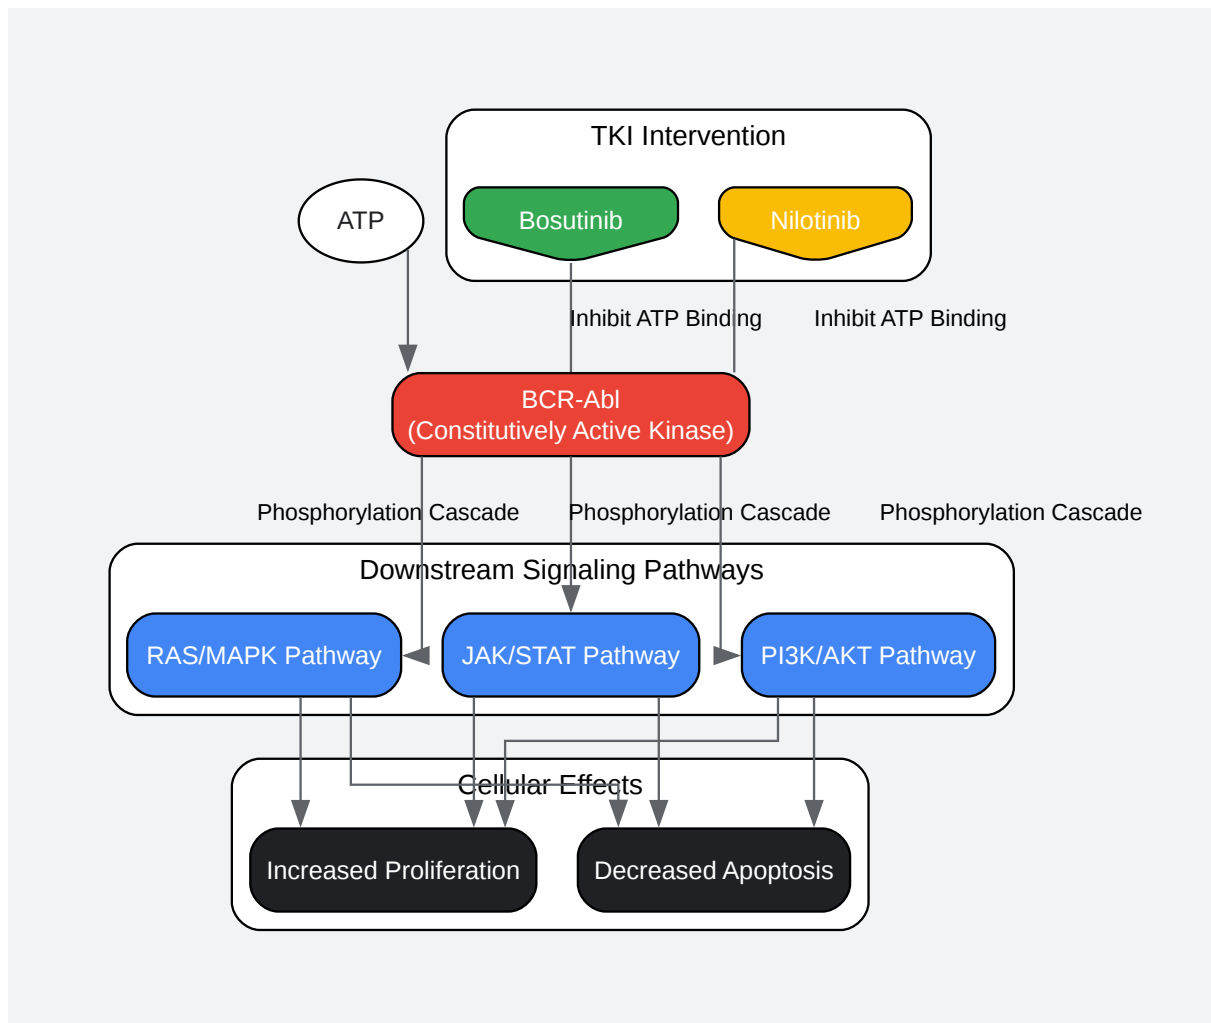 TKI Intervention
ATP
Bosutinib
Nilotinib
Inhibit ATP Binding
Inhibit ATP Binding
BCR-Abl
(Constitutively Active Kinase)
Phosphorylation Cascade
Phosphorylation Cascade
Phosphorylation Cascade
Downstream Signaling Pathways
RAS/MAPK Pathway
JAK/STAT Pathway
PI3K/AKT Pathway
Cellular Effects
Increased Proliferation
Decreased Apoptosis